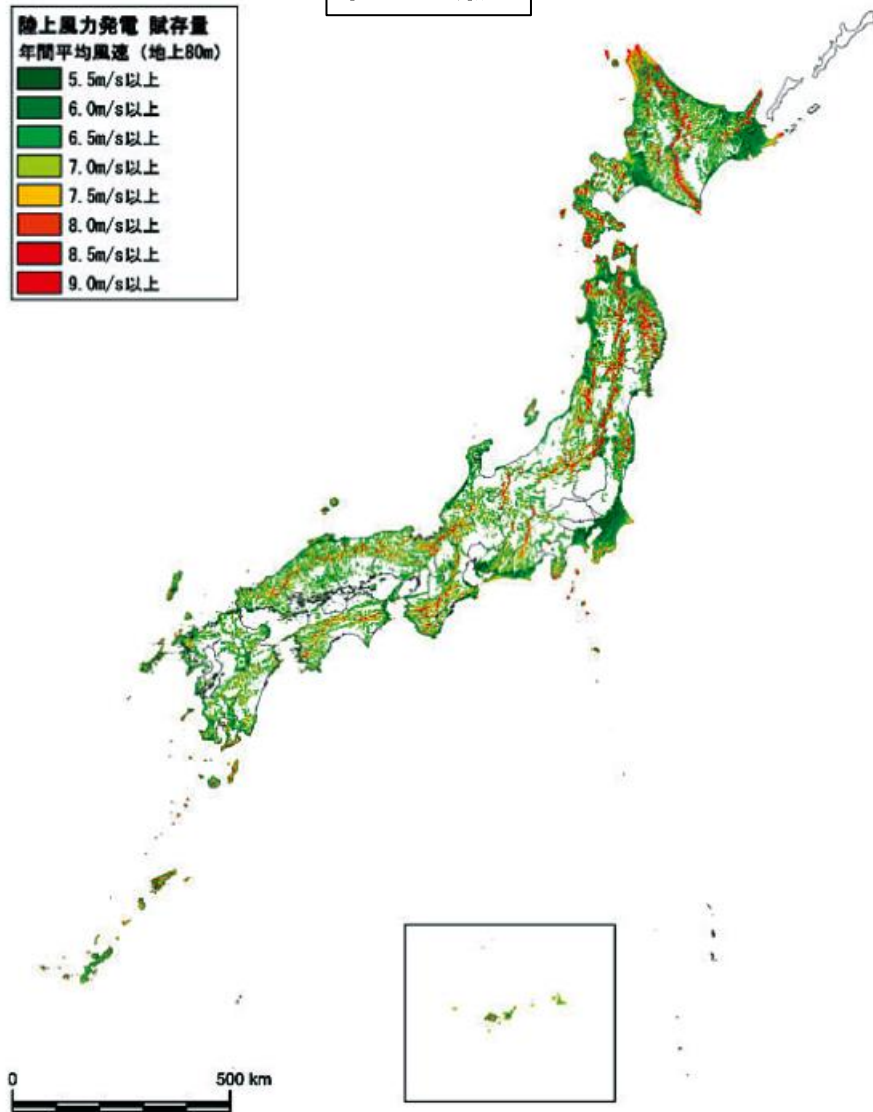 陸上風力発電 賦存量
年間平均風速（地上80m）
5.5m/s以上
6.0m/s以上
6.5m/s以上
7.0m/s以上
7.5m/s以上
8.0m/s以上
8.5m/s以上
9.0m/s以上
0 500 km